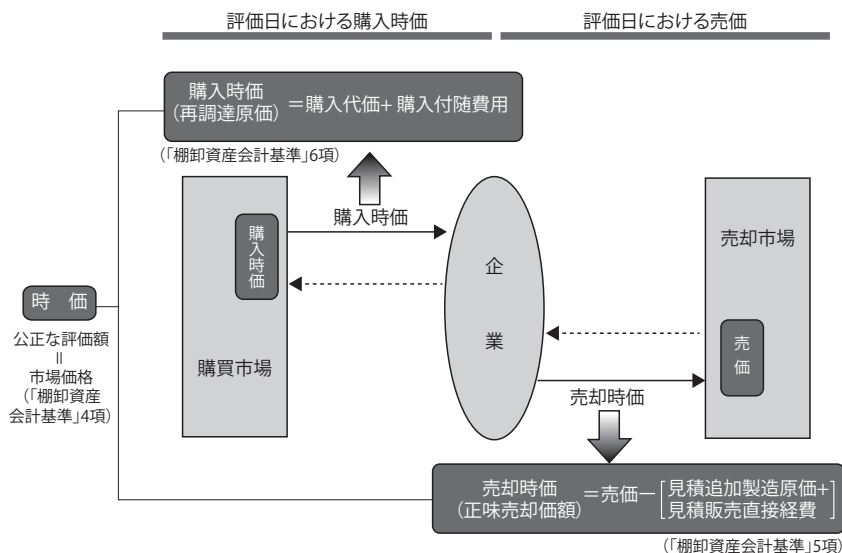 評価日における購入時価
評価日における売価
購入時価
(再調達原価)
＝購入代価+購入付随費用
(「棚卸資産会計基準」6項)
購入時価
購入時価
企業
売却市場
時　価
公正な評価額
＝
市場価格
(「棚卸資産
会計基準」4項)
購買市場
売価
売却時価
売却時価
(正味売却価額)
＝売価ー[見積追加製造原価+
見積販売直接経費]
(「棚卸資産会計基準」5項)